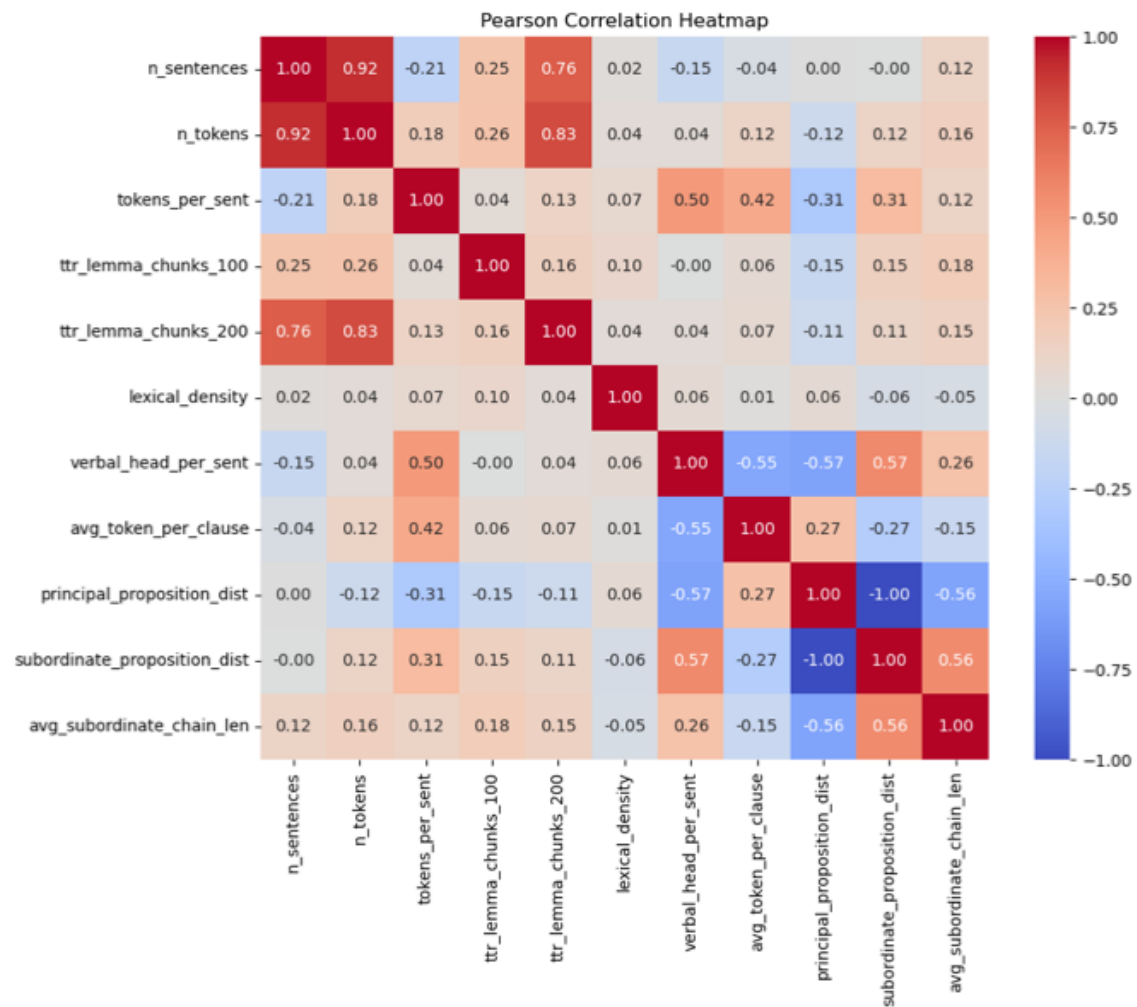 Pearson Correlation Heatmap
n_sentences 1.00 0.92 -0.21 0.25 0.76 0.02 -0.15 -0.04 0.00 -0.00 0.12
n_tokens 0.92 1.00 0.18 0.26 0.83 0.04 0.04 0.12 -0.12 0.12 0.16
tokens_per_sent -0.21 0.18 1.00 0.04 0.13 0.07 0.50 0.42 -0.31 0.31 0.12
ttr_lemma_chunks_100 0.25 0.26 0.04 1.00 0.16 0.10 -0.00 0.06 -0.15 0.15 0.18
ttr_lemma_chunks_200 0.76 0.83 0.13 0.16 1.00 0.04 0.04 0.07 -0.11 0.11 0.15
lexical_density 0.02 0.04 0.07 0.10 0.04 1.00 0.06 0.01 0.06 -0.06 -0.05
verbal_head_per_sent -0.15 0.04 0.50 -0.00 0.04 0.06 1.00 -0.55 -0.57 0.57 0.26
avg_token_per_clause -0.04 0.12 0.42 0.06 0.07 0.01 -0.55 1.00 0.27 -0.27 -0.15
principal_proposition_dist 0.00 -0.12 -0.31 -0.15 -0.11 0.06 -0.57 0.27 1.00 -1.00 -0.56
subordinate_proposition_dist -0.00 0.12 0.31 0.15 0.11 -0.06 0.57 -0.27 -1.00 1.00 0.56
avg_subordinate_chain_len 0.12 0.16 0.12 0.18 0.15 -0.05 0.26 -0.15 -0.56 0.56 1.00
n_sentences
n_tokens
tokens_per_sent
ttr_lemma_chunks_100
ttr_lemma_chunks_200
lexical_density
verbal_head_per_sent
avg_token_per_clause
principal_proposition_dist
subordinate_proposition_dist
avg_subordinate_chain_len
1.00
0.75
0.50
0.25
0.00
−0.25
−0.50
−0.75
−1.00